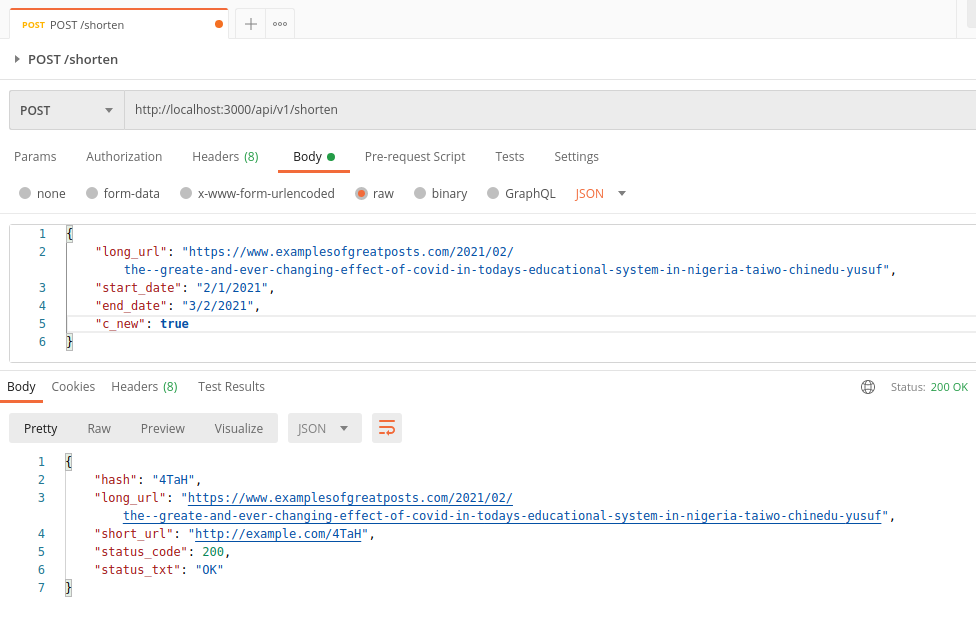 POST POST /shorten
POST /shorten
POST http://localhost:3000/api/v1/shorten
Params Authorization Headers (8) Body Pre-request Script Tests Settings
none form-data x-www-form-urlencoded raw binary GraphQL JSON
1 {
2 "long_url": "https://www.examplesofgreatposts.com/2021/02/
the--greate-and-ever-changing-effect-of-covid-in-todays-educational-system-in-nigeria-taiwo-chinedu-yusuf",
3 "start_date": "2/1/2021",
4 "end_date": "3/2/2021",
5 "c_new": true
6 }
Body Cookies Headers (8) Test Results Status: 200 OK
Pretty Raw Preview Visualize JSON
1 {
2 "hash": "4TaH",
3 "long_url": "https://www.examplesofgreatposts.com/2021/02/
the--greate-and-ever-changing-effect-of-covid-in-todays-educational-system-in-nigeria-taiwo-chinedu-yusuf",
4 "short_url": "http://example.com/4TaH",
5 "status_code": 200,
6 "status_txt": "OK"
7 }